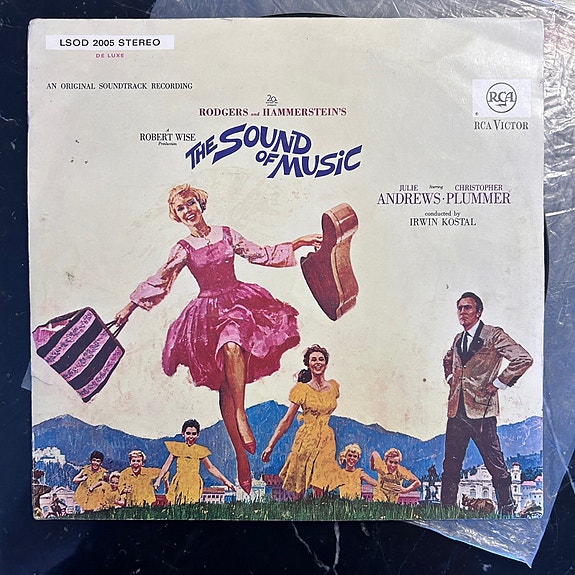 LSOD 2005 STEREO
DE LUXE
AN ORIGINAL SOUNDTRACK RECORDING
20
RODGERS and HAMMERSTEIN'S
A
ROBERT WISE
Production
THE SOUND
OF MUSIC
RCA
RCA VICTOR
Starring
JULIE CHRISTOPHER
ANDREWS · PLUMMER
conducted by
IRWIN KOSTAL